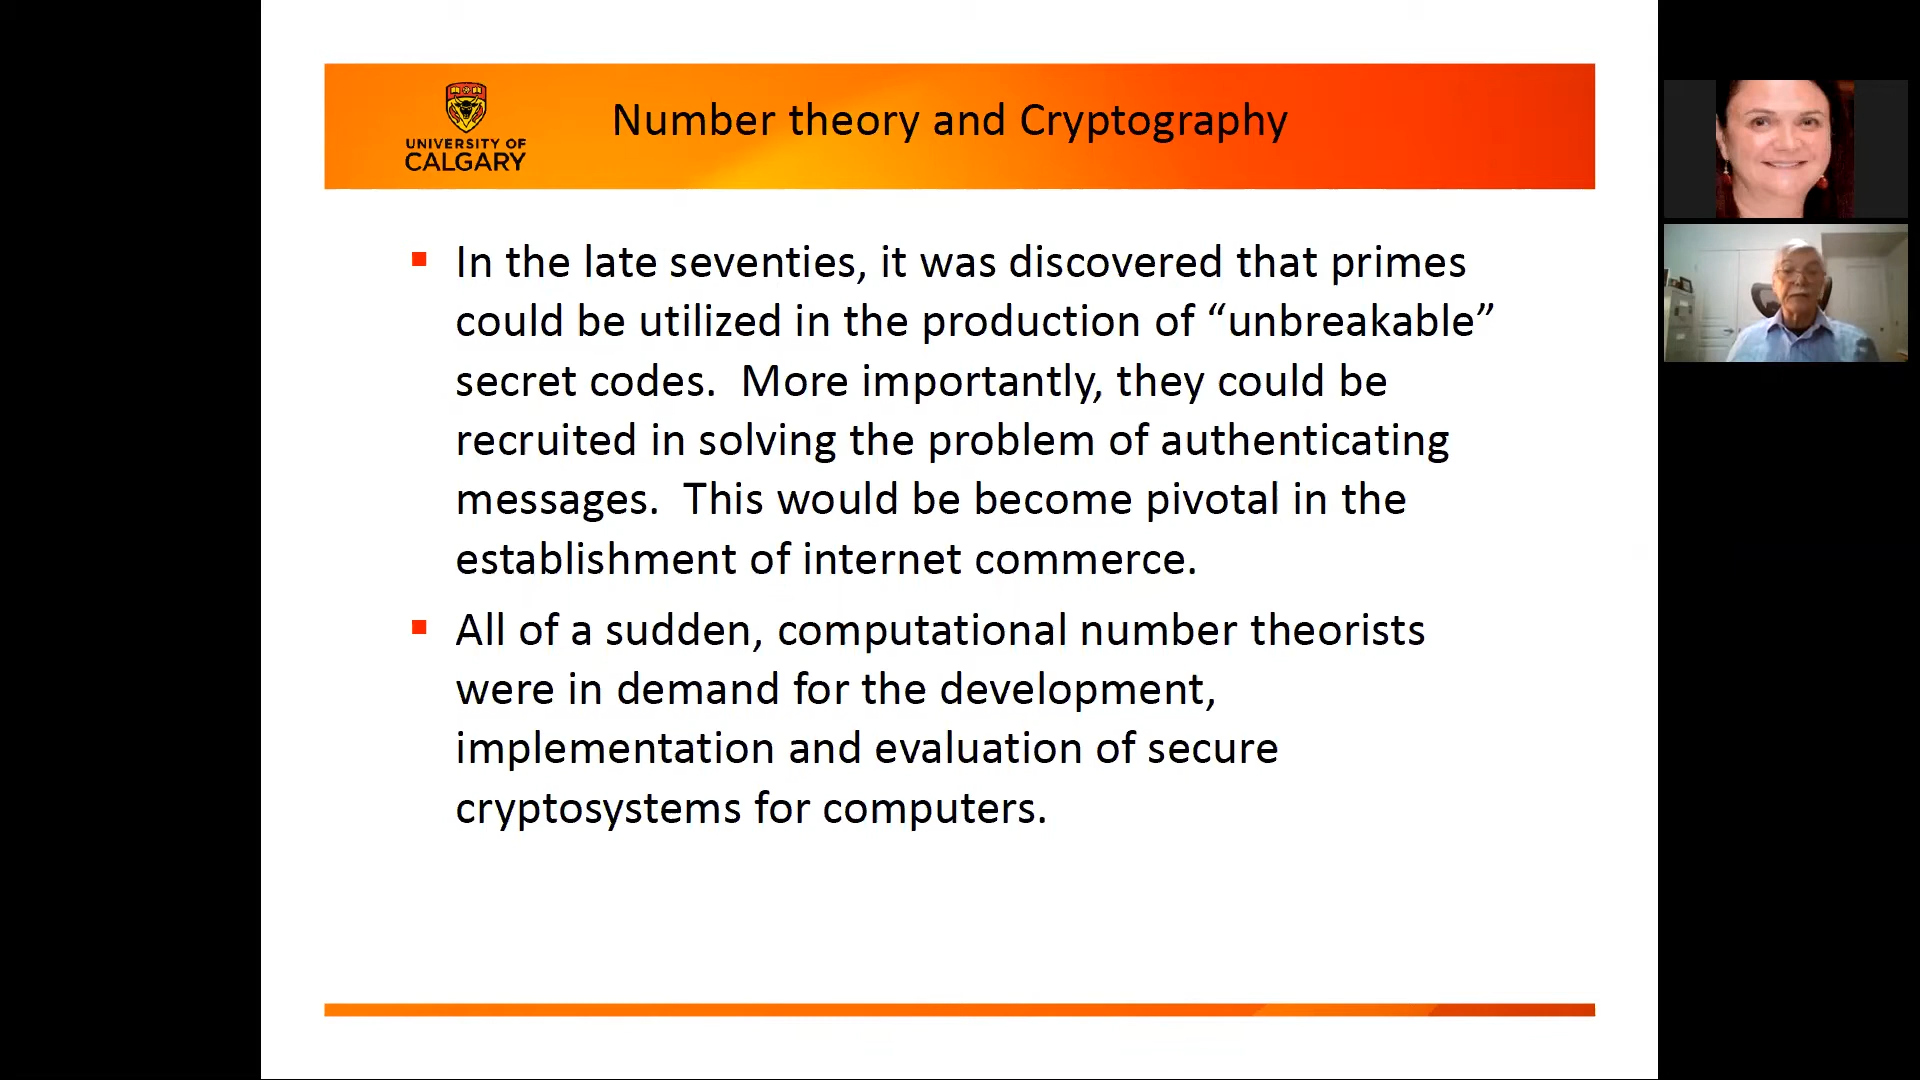 UNIVERSITY OF
CALGARY
Number theory and Cryptography
In the late seventies, it was discovered that primes
could be utilized in the production of “unbreakable”
secret codes.  More importantly, they could be
recruited in solving the problem of authenticating
messages.  This would be become pivotal in the
establishment of internet commerce.
All of a sudden, computational number theorists
were in demand for the development,
implementation and evaluation of secure
cryptosystems for computers.